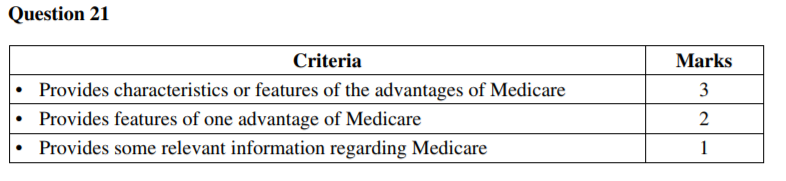 Question 21
Criteria Marks
• Provides characteristics or features of the advantages of Medicare 3
• Provides features of one advantage of Medicare 2
• Provides some relevant information regarding Medicare 1